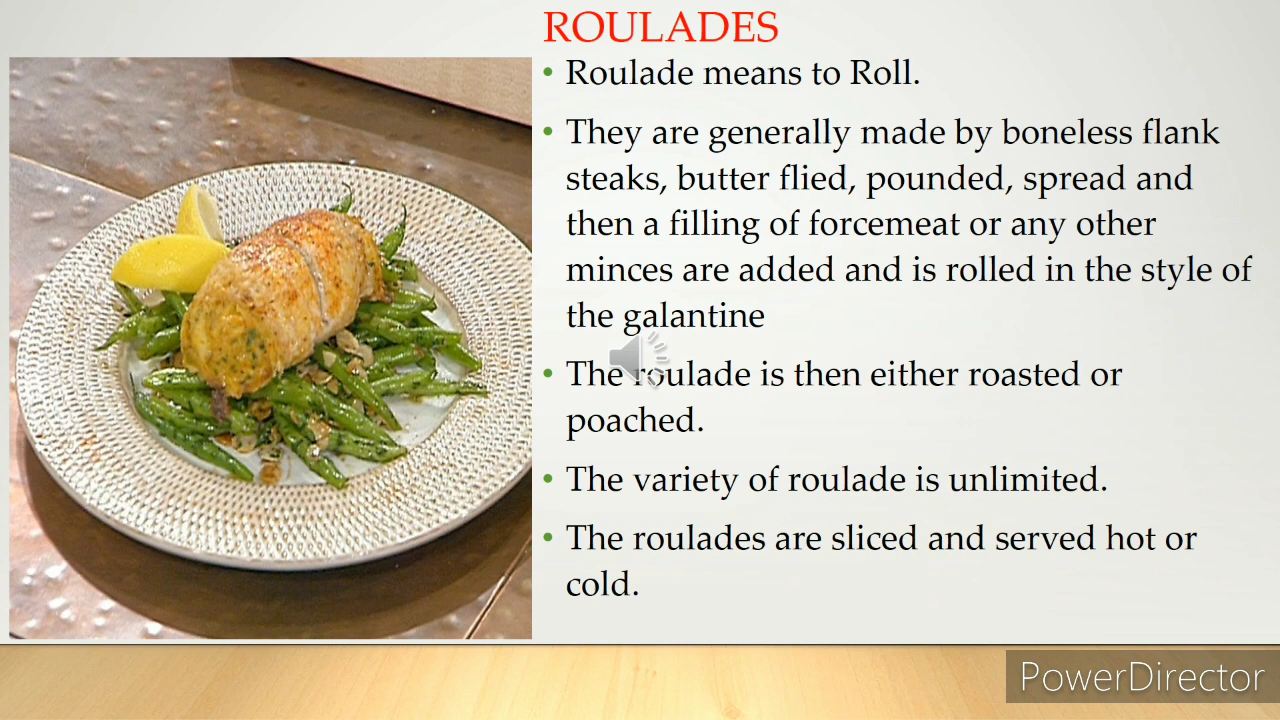 ROULADES
• Roulade means to Roll.
• They are generally made by boneless flank
steaks, butter flied, pounded, spread and
then a filling of forcemeat or any other
minces are added and is rolled in the style of
the galantine
• The roulade is then either roasted or
poached.
• The variety of roulade is unlimited.
• The roulades are sliced and served hot or
cold.
PowerDirector